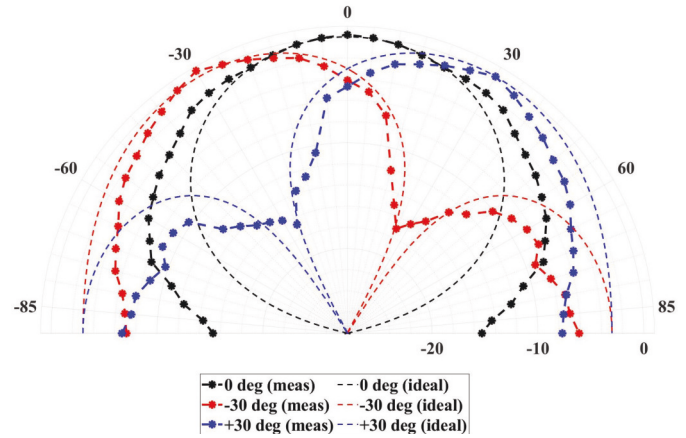 0
-30 30
-60 60
-85 85
-20 -10 0
0 deg (meas) 0 deg (ideal)
-30 deg (meas) -30 deg (ideal)
+30 deg (meas) +30 deg (ideal)